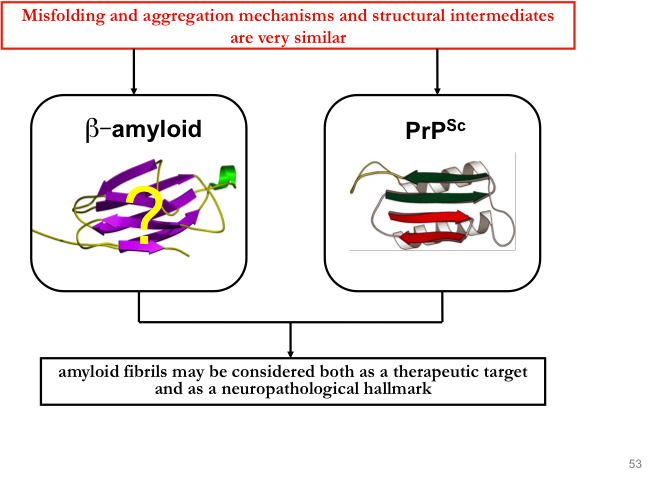 Misfolding and aggregation mechanisms and structural intermediates
are very similar
β-amyloid
PrPSc
?
amyloid fibrils may be considered both as a therapeutic target
and as a neuropathological hallmark
53